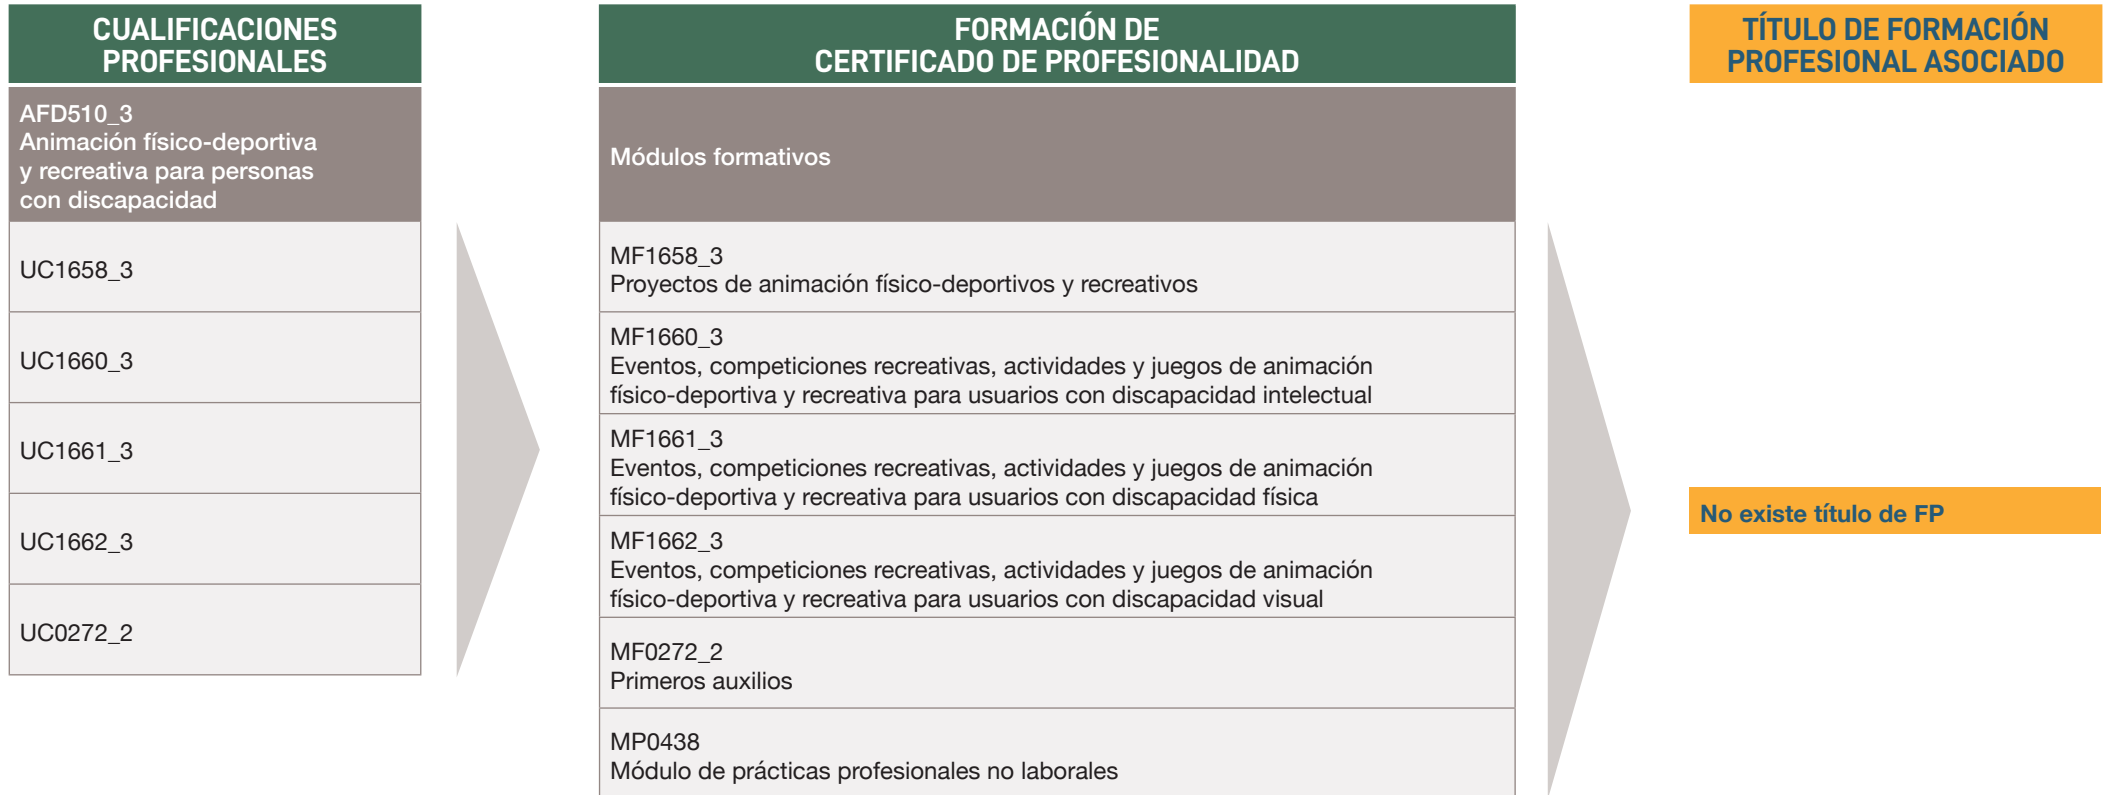 CUALIFICACIONES
PROFESIONALES
AFD510_3
Animación físico-deportiva
y recreativa para personas
con discapacidad
UC1658_3
UC1660_3
UC1661_3
UC1662_3
UC0272_2
FORMACIÓN DE
CERTIFICADO DE PROFESIONALIDAD
Módulos formativos
MF1658_3
Proyectos de animación físico-deportivos y recreativos
MF1660_3
Eventos, competiciones recreativas, actividades y juegos de animación
físico-deportiva y recreativa para usuarios con discapacidad intelectual
MF1661_3
Eventos, competiciones recreativas, actividades y juegos de animación
físico-deportiva y recreativa para usuarios con discapacidad física
MF1662_3
Eventos, competiciones recreativas, actividades y juegos de animación
físico-deportiva y recreativa para usuarios con discapacidad visual
MF0272_2
Primeros auxilios
MP0438
Módulo de prácticas profesionales no laborales
TÍTULO DE FORMACIÓN
PROFESIONAL ASOCIADO
No existe título de FP